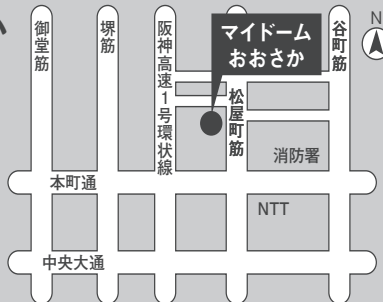 御堂筋
堺筋
阪神高速1号環状線
マイドーム
おおさか
松屋町筋
谷町筋
N
消防署
本町通
NTT
中央大通